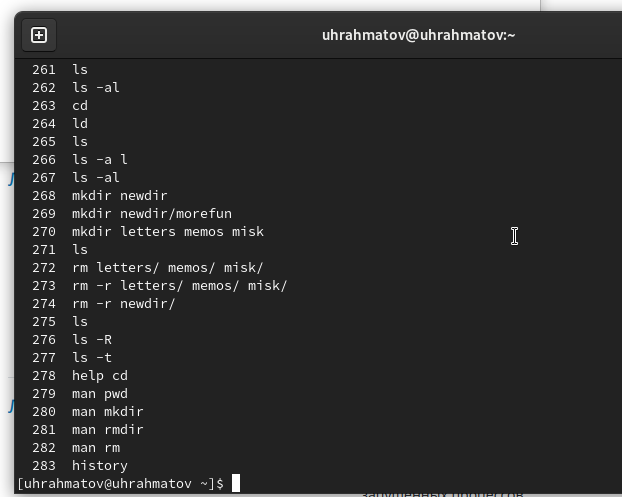 uhrahmatov@uhrahmatov:~
261 ls
262 ls -al
263 cd
264 ld
265 ls
266 ls -a l
267 ls -al
268 mkdir newdir
269 mkdir newdir/morefun
270 mkdir letters memos misk
271 ls
272 rm letters/ memos/ misk/
273 rm -r letters/ memos/ misk/
274 rm -r newdir/
275 ls
276 ls -R
277 ls -t
278 help cd
279 man pwd
280 man mkdir
281 man rmdir
282 man rm
283 history
[uhrahmatov@uhrahmatov ~]$